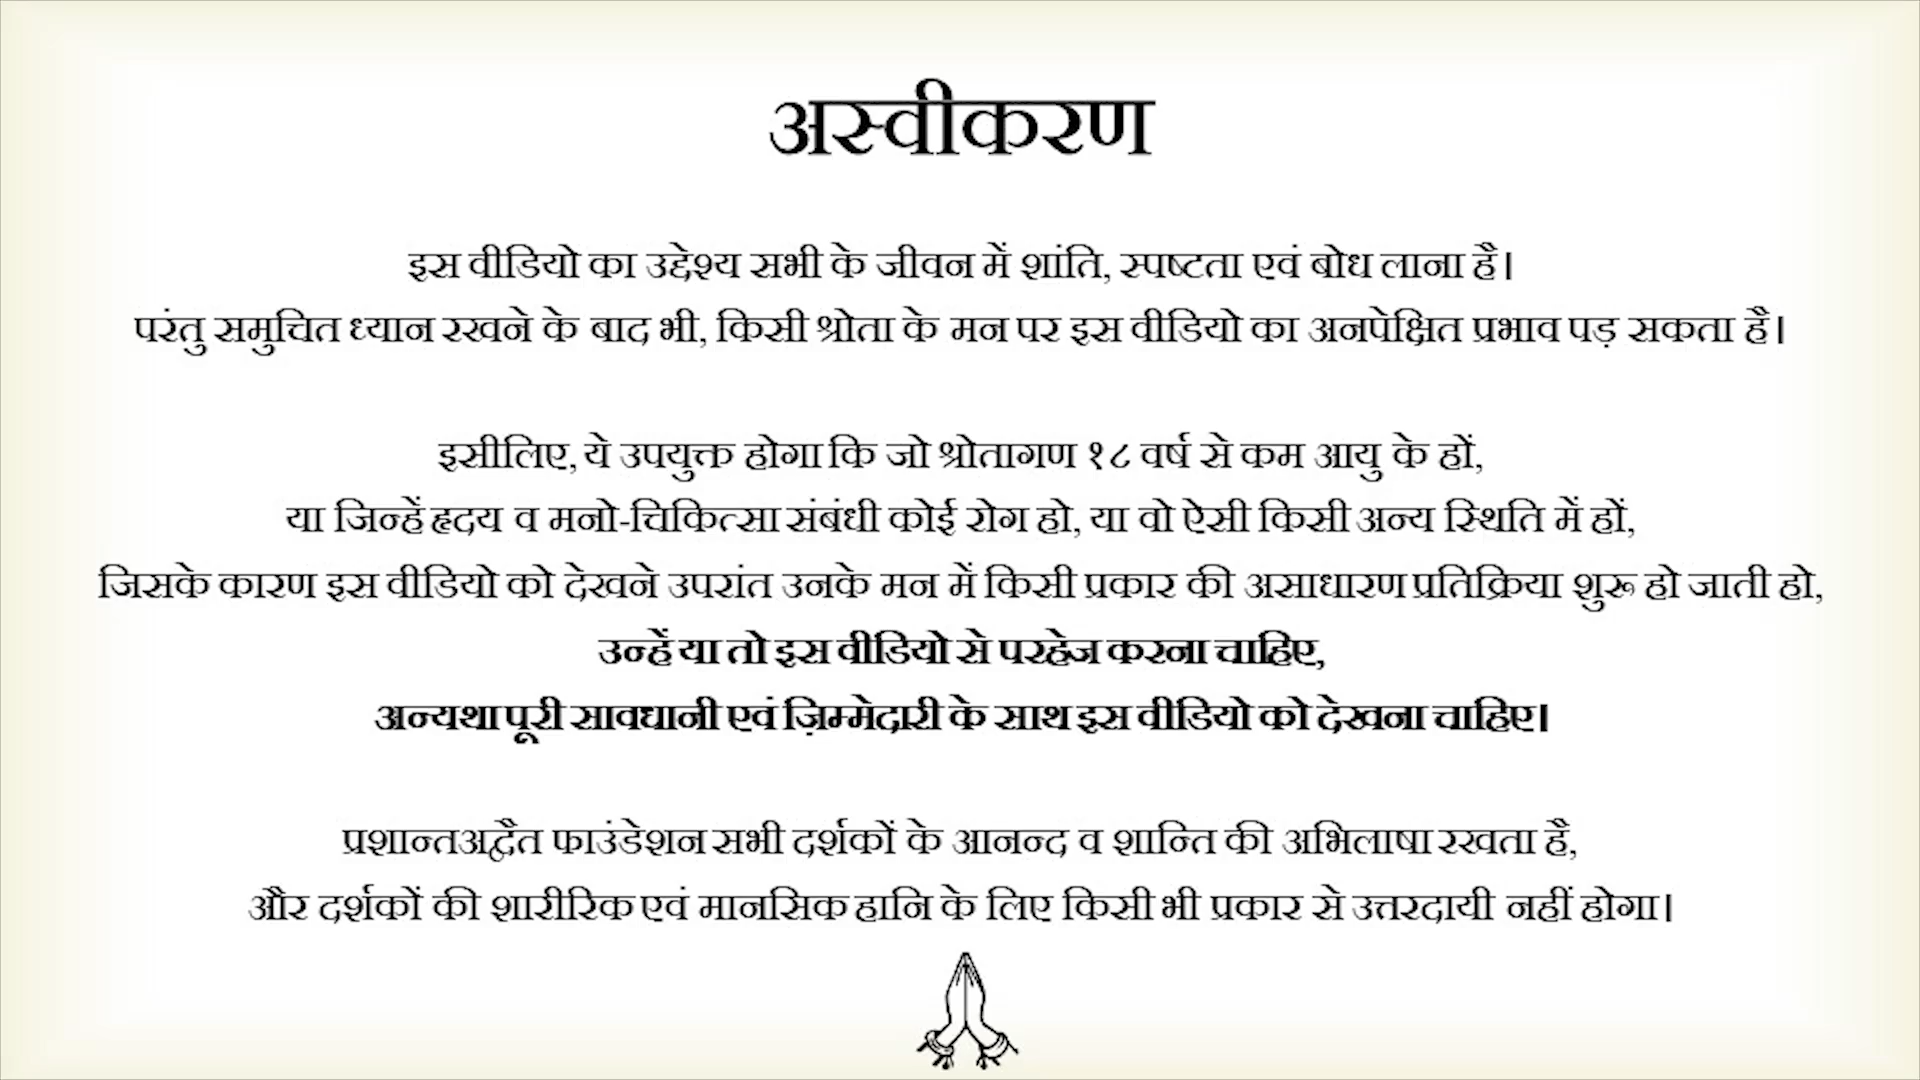 अस्वीकरण
इस वीडियो का उद्देश्य सभी के जीवन में शांति, स्पष्टता एवं बोध लाना है।
परंतु समुचित ध्यान रखने के बाद भी, किसी श्रोता के मन पर इस वीडियो का अनपेक्षित प्रभाव पड़ सकता है।
इसीलिए, ये उपयुक्त होगा कि जो श्रोतागण १८ वर्ष से कम आयु के हों,
या जिन्हें हृदय व मनो-चिकित्सा संबंधी कोई रोग हो, या वो ऐसी किसी अन्य स्थिति में हों,
जिसके कारण इस वीडियो को देखने उपरांत उनके मन में किसी प्रकार की असाधारण प्रतिक्रिया शुरू हो जाती हो,
उन्हें या तो इस वीडियो से परहेज करना चाहिए,
अन्यथा पूरी सावधानी एवं ज़िम्मेदारी के साथ इस वीडियो को देखना चाहिए।
प्रशान्तअद्वैत फाउंडेशन सभी दर्शकों के आनन्द व शान्ति की अभिलाषा रखता है,
और दर्शकों की शारीरिक एवं मानसिक हानि के लिए किसी भी प्रकार से उत्तरदायी नहीं होगा।